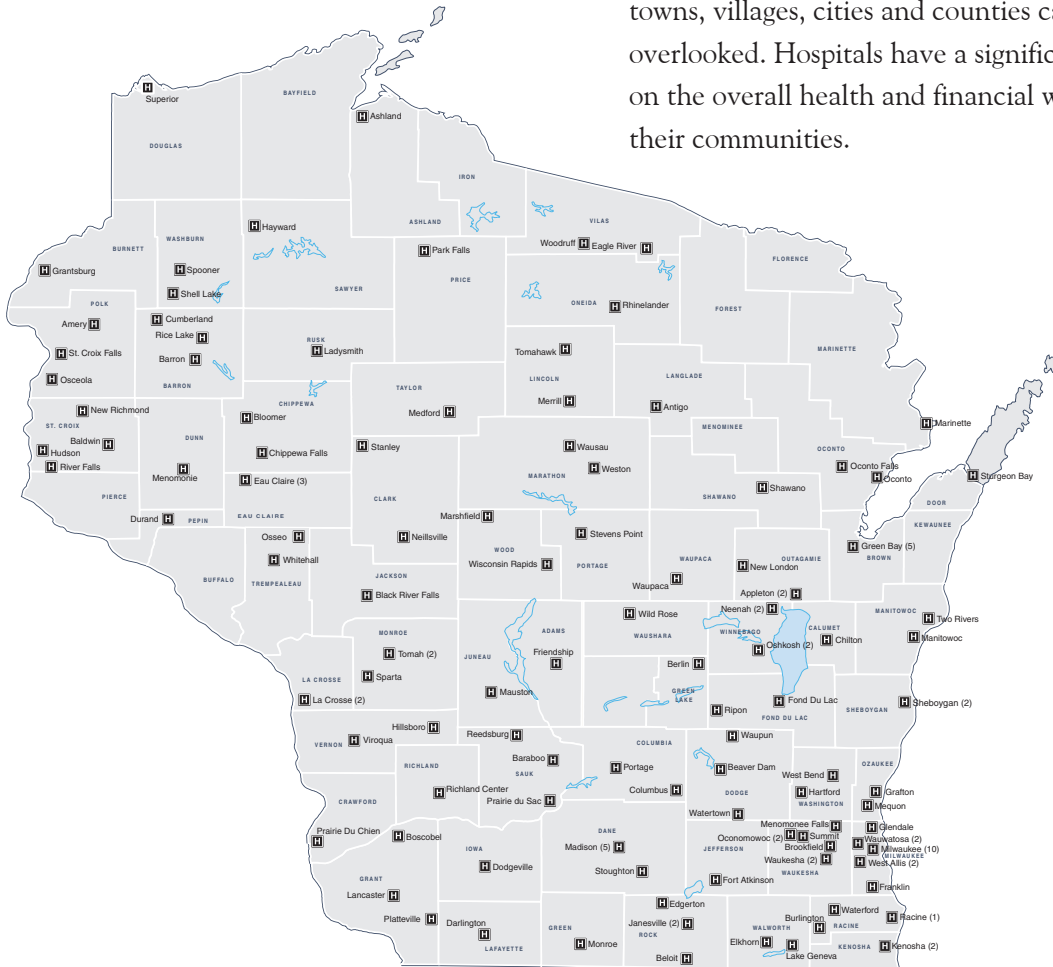 towns, villages, cities and counties ca
overlooked. Hospitals have a signific
on the overall health and financial w
their communities.
H Superior
BAYFIELD
H Ashland
DOUGLAS
IRON
ASHLAND
VILAS
H Hayward
WASHBURN
BURNETT
Woodruff H Eagle River H
H Park Falls
FLORENCE
H Grantsburg
H Spooner
PRICE
SAWYER
H Shell Lake
POLK
ONEIDA
H Rhinelander
FOREST
H Cumberland
Amery H
Rice Lake H
RUSK
MARINETTE
H Ladysmith
Tomahawk H
H St. Croix Falls
Barron H
H Osceola
BARRON
TAYLOR
LINCOLN
LANGLADE
CHIPPEWA
Merrill H
H Antigo
H New Richmond
Medford H
H Bloomer
H Marinette
ST. CROIX
MENOMINEE
DUNN
Baldwin H
H Stanley
H Wausau
OCONTO
H Hudson
H Chippewa Falls
H River Falls
H Weston
H Oconto Falls
Menomonie H
MARATHON
H Oconto
H Sturgeon Bay
H Eau Claire (3)
H Shawano
PIERCE
CLARK
SHAWANO
DOOR
Durand H
PEPIN
EAU CLAIRE
Marshfield H
KEWAUNEE
Osseo H
H Neillsville
H Stevens Point
H Green Bay (5)
WOOD
BROWN
H Whitehall
Wisconsin Rapids H
PORTAGE
WAUPACA
OUTAGAMIE
H New London
BUFFALO
TREMPEALEAU
JACKSON
Waupaca H
H Black River Falls
Appleton (2) H
Neenah (2) H
H Wild Rose
MANITOWOC
H Two Rivers
MONROE
ADAMS
WAUSHARA
WINNEBAGO
CALUMET
H Chilton
H Manitowoc
H Tomah (2)
JUNEAU
Friendship H
H Oshkosh (2)
Berlin H
LA CROSSE
H Sparta
H Mauston
GREEN
LAKE
H La Crosse (2)
H Fond Du Lac
H Sheboygan (2)
H Ripon
SHEBOYGAN
FOND DU LAC
Hillsboro H
Reedsburg H
H Waupun
VERNON
H Viroqua
COLUMBIA
Baraboo H
RICHLAND
SAUK
H Portage
H Beaver Dam
OZAUKEE
West Bend H
H Richland Center
Columbus H
DODGE
H Hartford
H Grafton
CRAWFORD
Prairie du Sac H
WASHINGTON
H Mequon
Watertown H
H Prairie Du Chien
H Boscobel
DANE
Menomonee Falls H
H Glendale
Oconomowoc (2) H
H Summit
H Wauwatosa (2)
Madison (5) H
JEFFERSON
Brookfield H
H Milwaukee (10)
IOWA
MILWAUKEE
Waukesha (2) H
H West Allis (2)
H Dodgeville
Stoughton H
WAUKESHA
GRANT
H Fort Atkinson
H Franklin
Lancaster H
H Edgerton
H Waterford
Platteville H
Darlington H
Janesville (2) H
Burlington H
H Racine (1)
GREEN
ROCK
WALWORTH
RACINE
LAFAYETTE
H Monroe
Elkhorn H
H Lake Geneva
KENOSHA
H Kenosha (2)
Beloit H